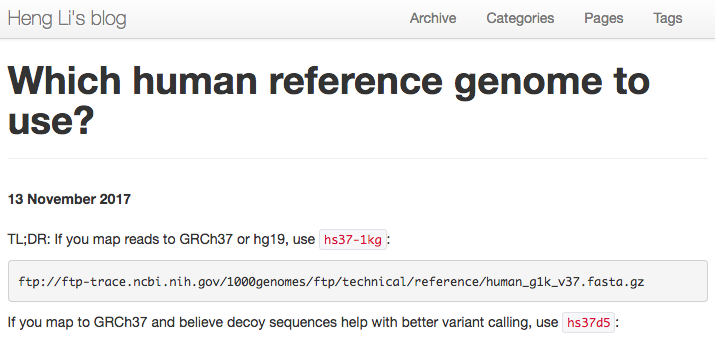 Heng Li's blog Archive Categories Pages Tags
Which human reference genome to
use?
13 November 2017
TL;DR: If you map reads to GRCh37 or hg19, use hs37-1kg:
ftp://ftp-trace.ncbi.nih.gov/1000genomes/ftp/technical/reference/human_g1k_v37.fasta.gz
If you map to GRCh37 and believe decoy sequences help with better variant calling, use hs37d5: